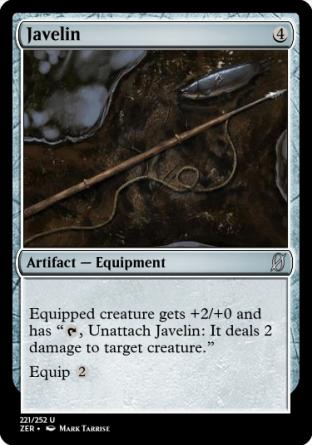 Javelin 4
Artifact — Equipment
Equipped creature gets +2/+0 and
has “ , Unattach Javelin: It deals 2
damage to target creature.”
Equip 2
221/252 U
ZER • Mark Tarrise